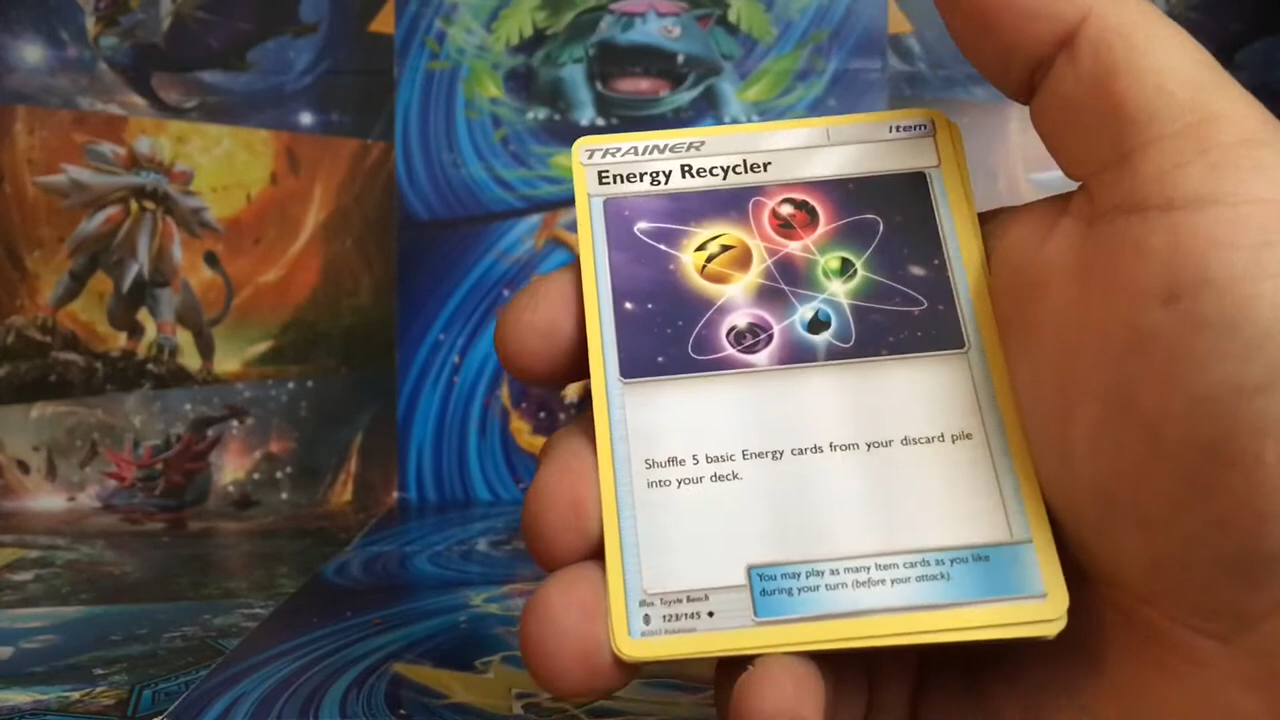 TRAINER
Item
Energy Recycler
Shuffle 5 basic Energy cards from your discard pile
into your deck.
You may play as many Item cards as you like
during your turn (before your attack).
Illus. Toyste Beach
123/145
©2017 Pokémon